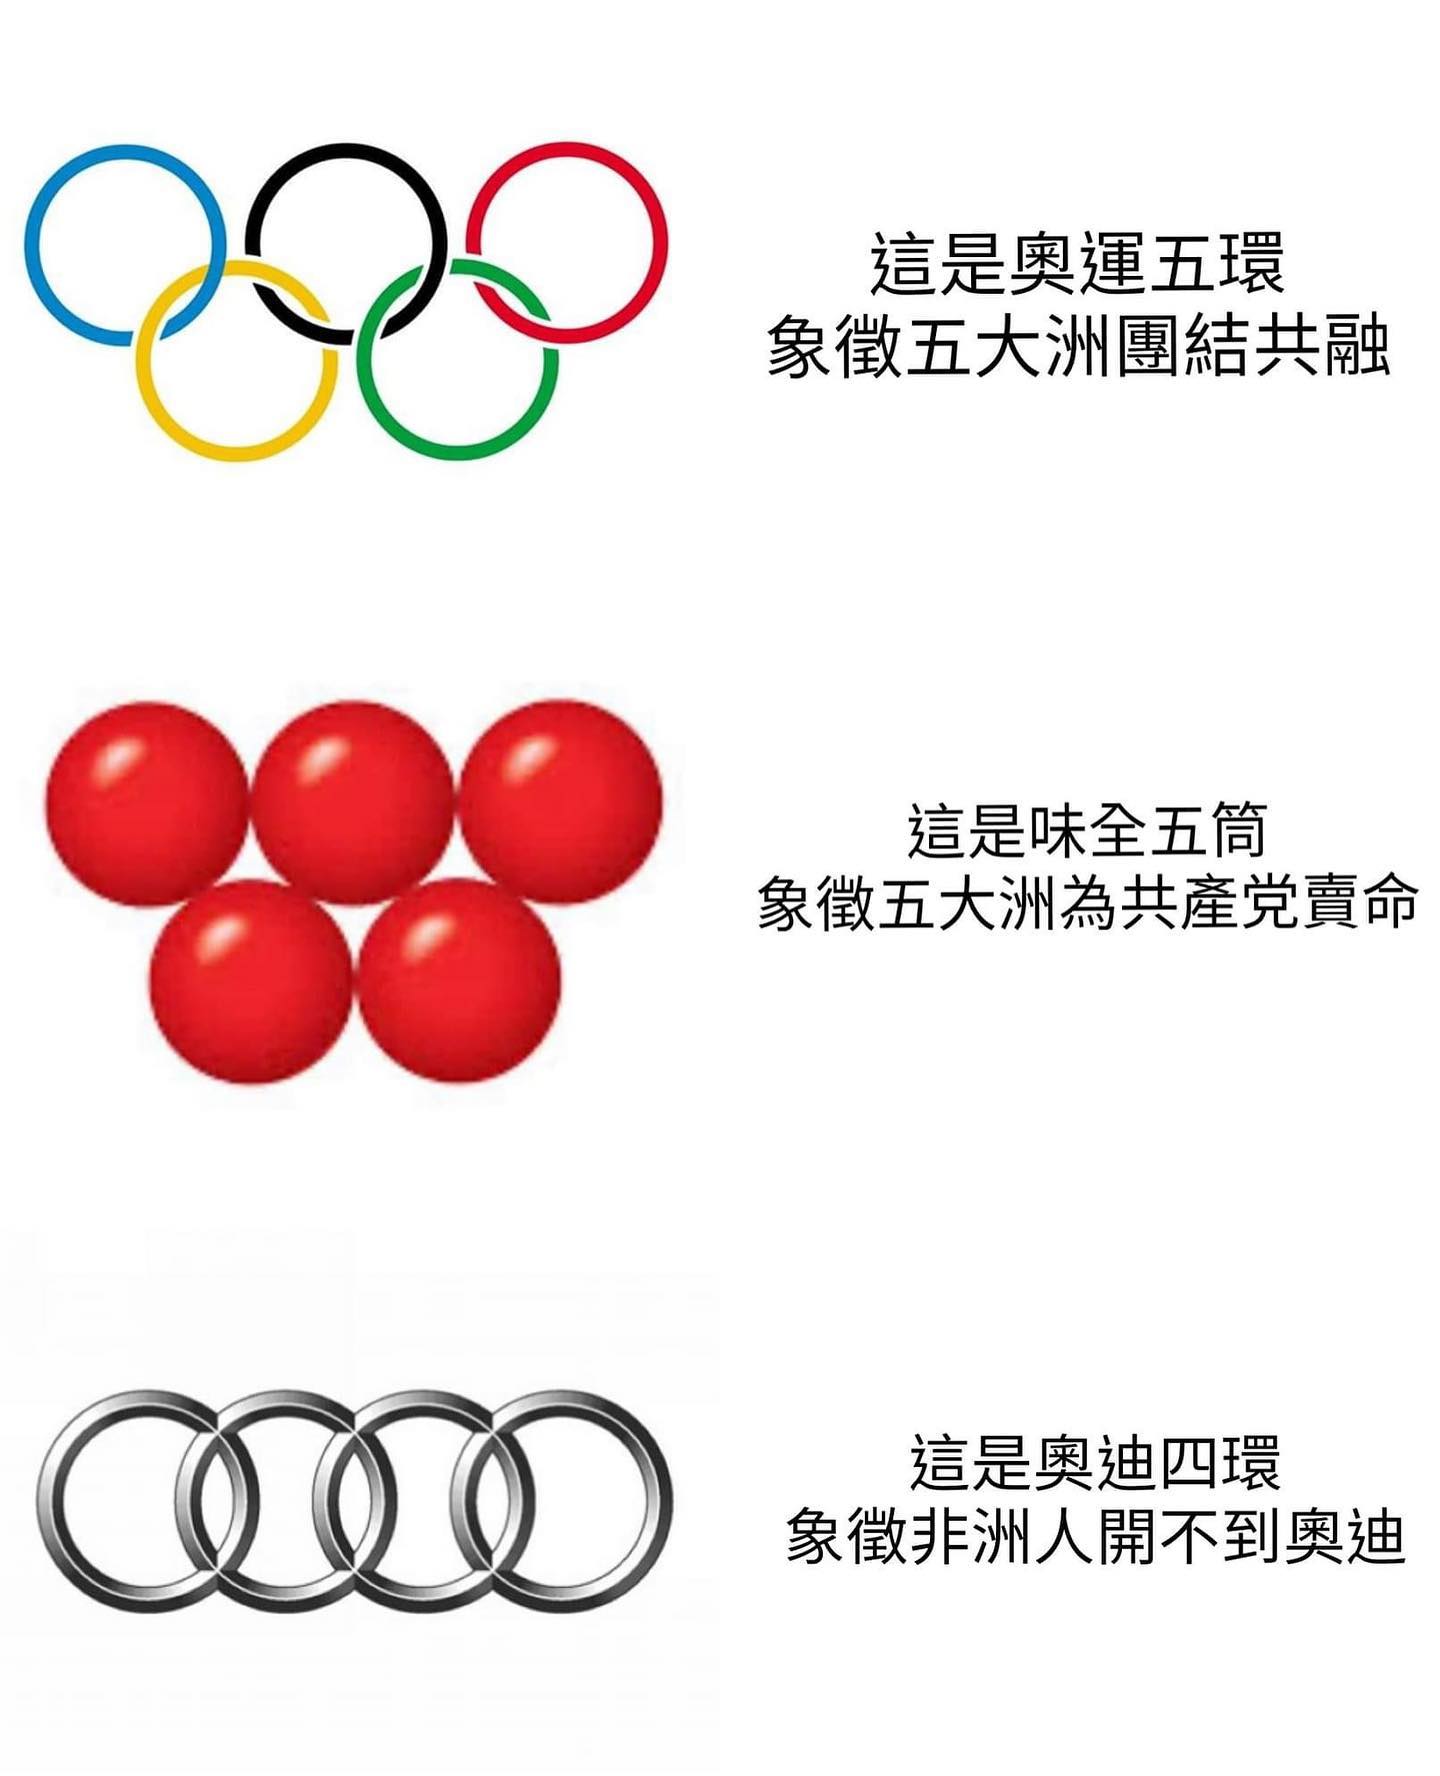 這是奧運五環
象徵五大洲團結共融
這是味全五筒
象徵五大洲為共產党賣命
這是奧迪四環
象徵非洲人開不到奧迪